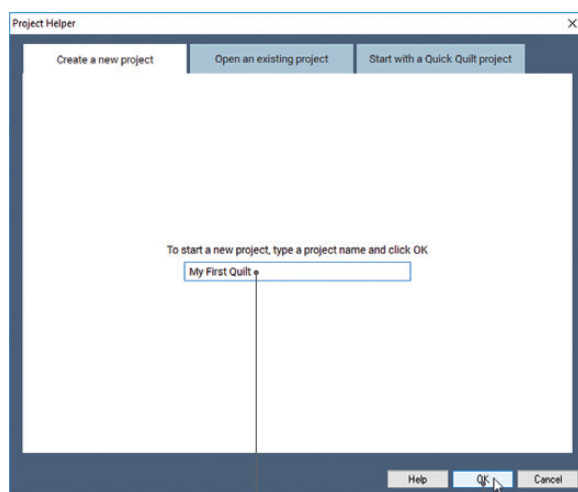 Project Helper
Create a new project
Open an existing project
Start with a Quick Quilt project
To start a new project, type a project name and click OK
My First Quilt
Help
OK
Cancel